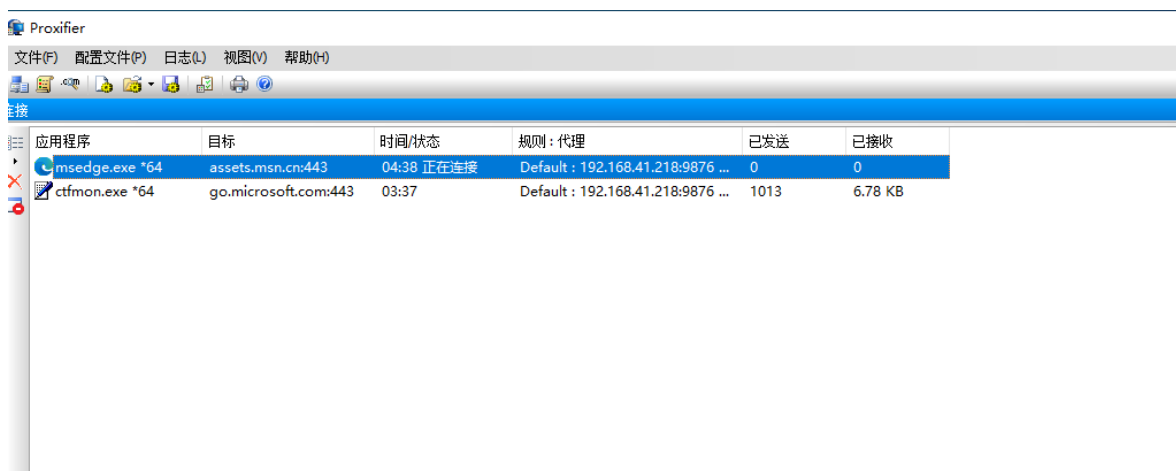 Proxifier
文件(F) 配置文件(P) 日志(L) 视图(V) 帮助(H)
连接
应用程序 目标 时间/状态 规则 : 代理 已发送 已接收
msedge.exe *64 assets.msn.cn:443 04:38 正在连接 Default : 192.168.41.218:9876 ... 0 0
ctfmon.exe *64 go.microsoft.com:443 03:37 Default : 192.168.41.218:9876 ... 1013 6.78 KB